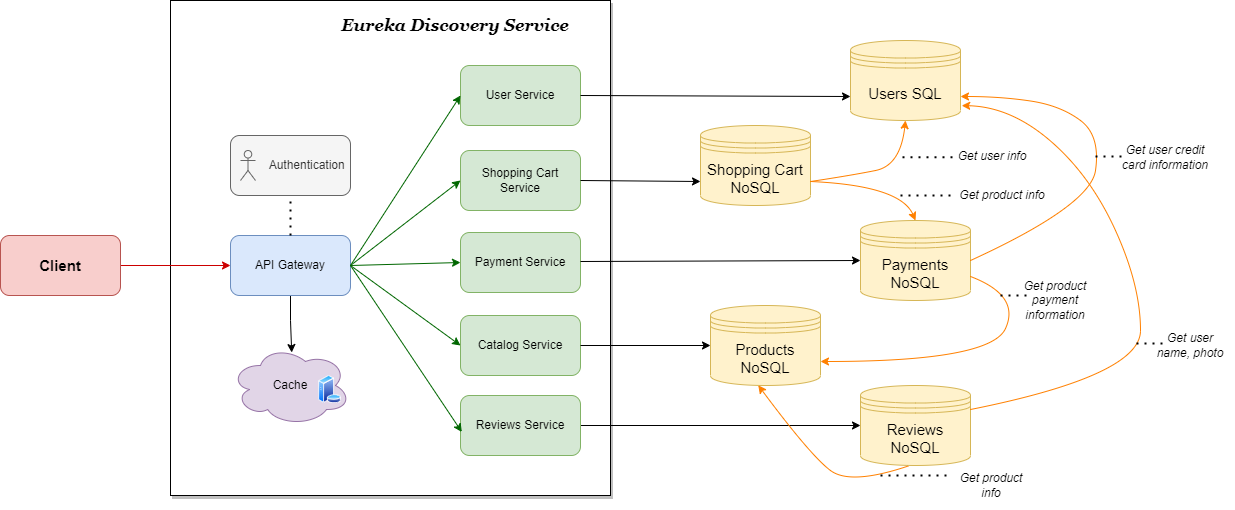 Eureka Discovery Service
User Service
Users SQL
Authentication
Shopping Cart
Service
Shopping Cart
NoSQL
Get user info
Get user credit
card information
Get product info
Client
API Gateway
Payment Service
Payments
NoSQL
Get product
payment
information
Cache
Catalog Service
Products
NoSQL
Get user
name, photo
Reviews Service
Reviews
NoSQL
Get product
info